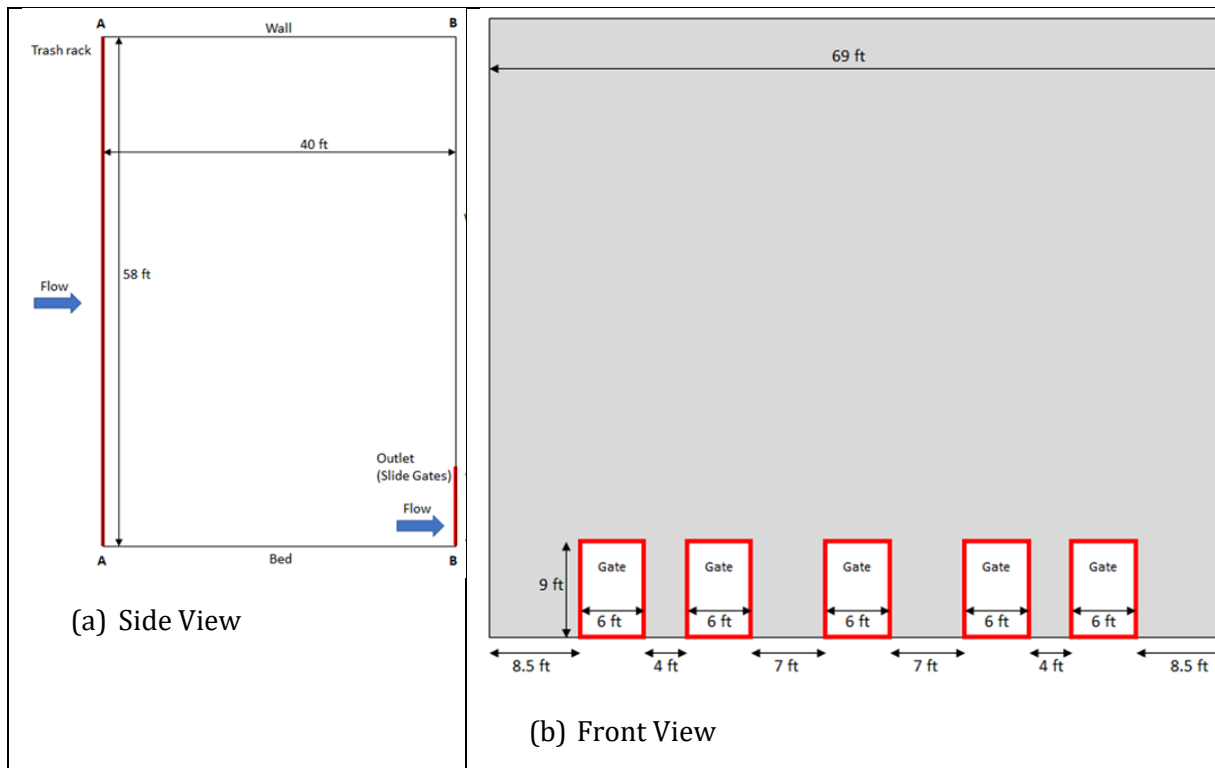 A
B
Wall
Trash rack
40 ft
58 ft
Flow
Outlet
(Slide Gates)
Flow
A
Bed
B
(a) Side View
69 ft
Gate Gate Gate Gate Gate
9 ft
6 ft 6 ft 6 ft 6 ft 6 ft
8.5 ft 4 ft 7 ft 7 ft 4 ft 8.5 ft
(b) Front View